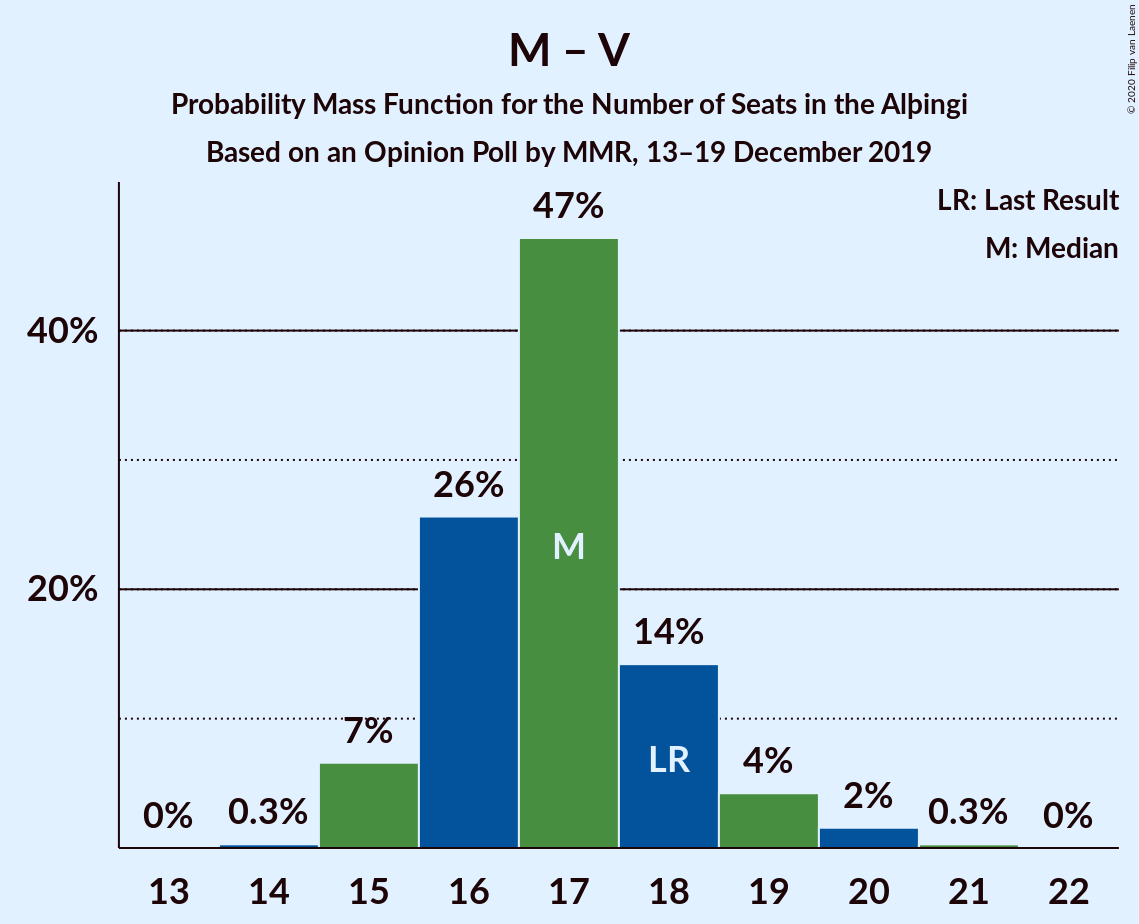 M – V
Probability Mass Function for the Number of Seats in the Alþingi
Based on an Opinion Poll by MMR, 13–19 December 2019
© 2020 Filip van Laenen
LR: Last Result
M: Median
47%
40%
26%
M
20%
14%
7%
LR
4%
2%
0%
0.3%
0.3%
0%
13 14 15 16 17 18 19 20 21 22